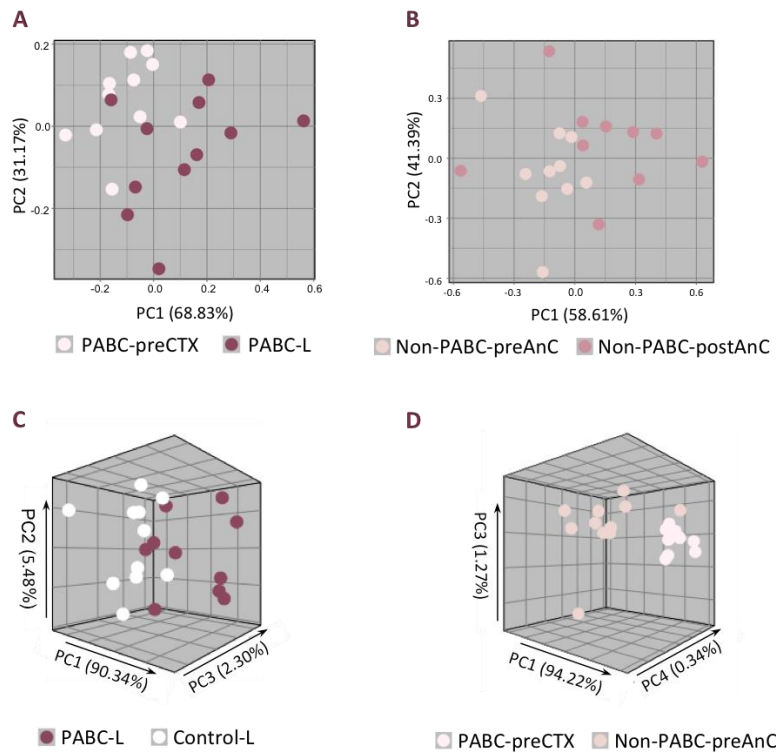 A
0.2
0.0
-0.2
PC2 (31.17%)
-0.2
0.0
0.2
0.4
0.6
PC1 (68.83%)
PABC-preCTX
PABC-L
B
0.3
0.0
-0.3
-0.6
PC2 (41.39%)
-0.6
-0.3
0.0
0.3
0.6
PC1 (58.61%)
Non-PABC-preAnC
Non-PABC-postAnC
C
PC2 (5.48%)
PC1 (90.34%)
PC3 (2.30%)
PABC-L
Control-L
D
PC3 (1.27%)
PC1 (94.22%)
PC4 (0.34%)
PABC-preCTX
Non-PABC-preAnC